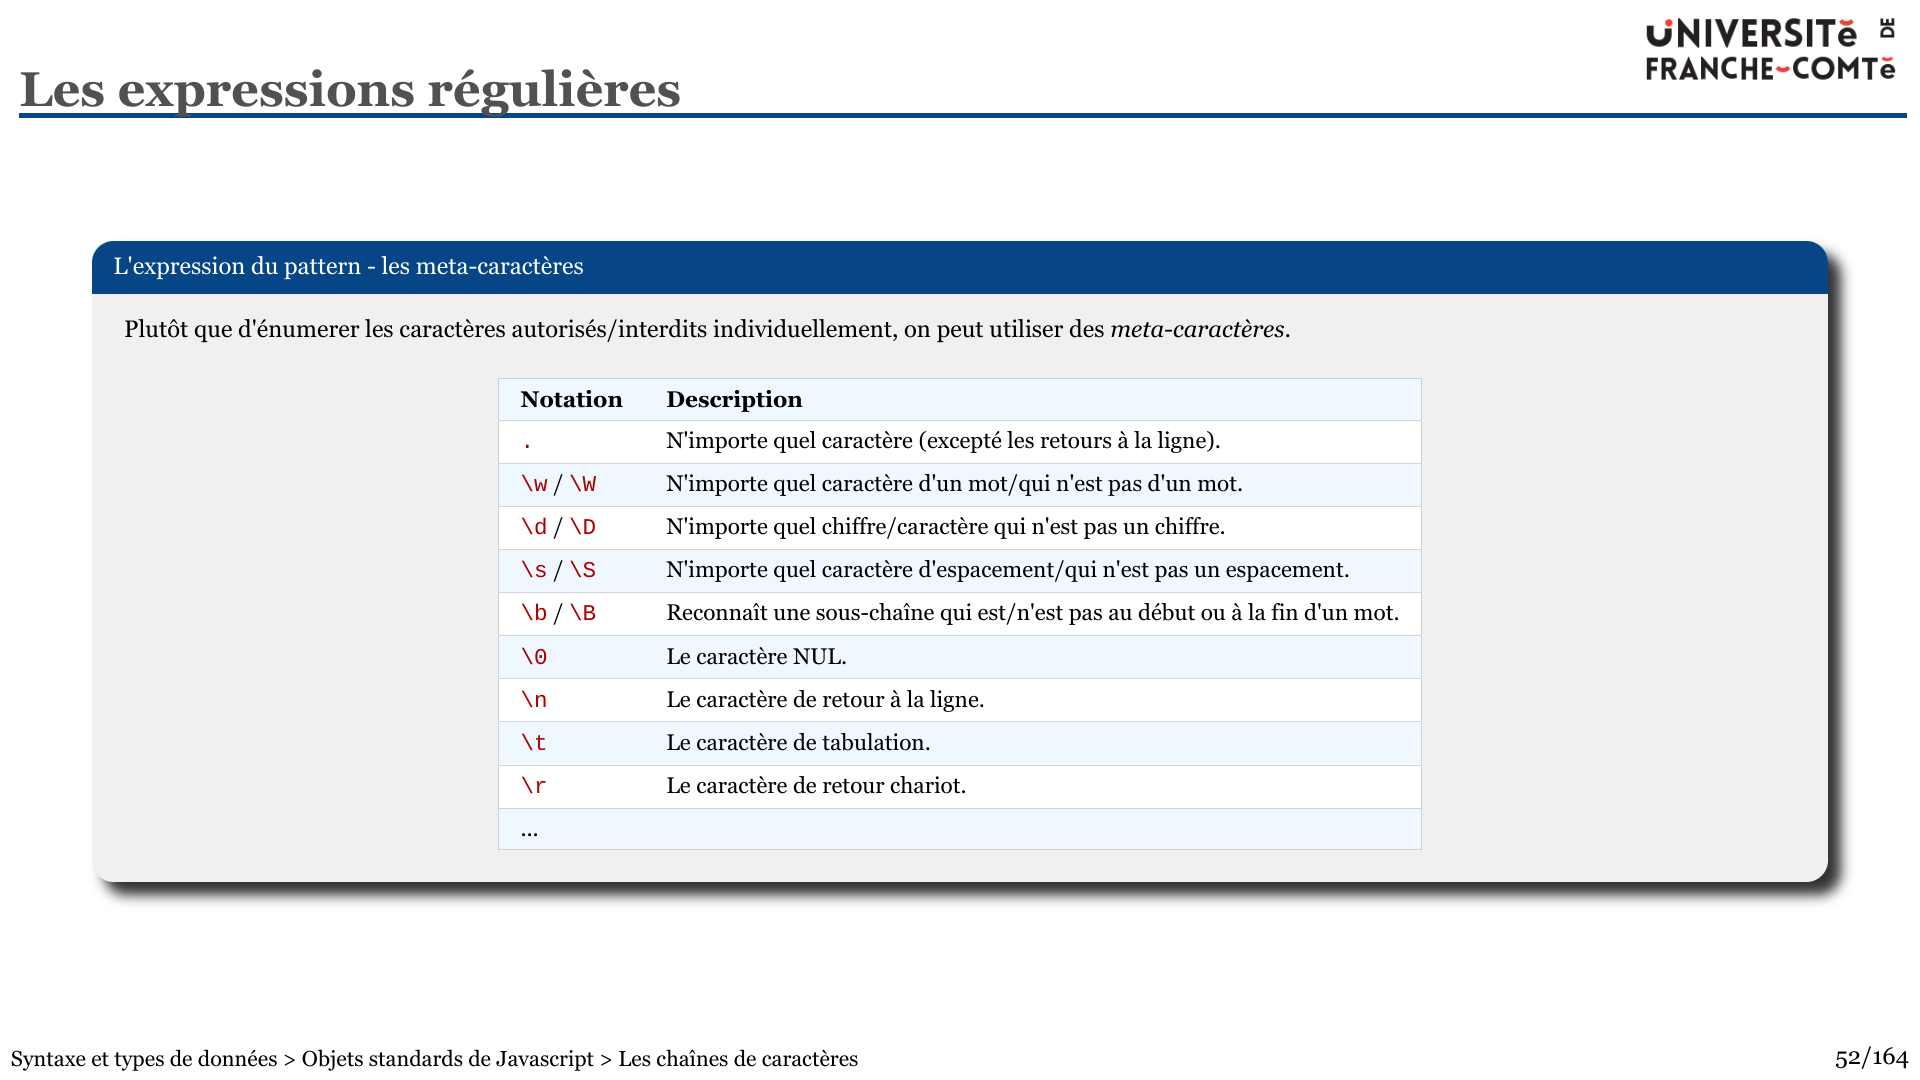 UNIVERSITĕ DE
FRANCHE-COMTĕ
Les expressions régulières
L'expression du pattern - les meta-caractères
Plutôt que d'énumerer les caractères autorisés/interdits individuellement, on peut utiliser des meta-caractères.
Notation Description
. N'importe quel caractère (excepté les retours à la ligne).
\w / \W N'importe quel caractère d'un mot/qui n'est pas d'un mot.
\d / \D N'importe quel chiffre/caractère qui n'est pas un chiffre.
\s / \S N'importe quel caractère d'espacement/qui n'est pas un espacement.
\b / \B Reconnaît une sous-chaîne qui est/n'est pas au début ou à la fin d'un mot.
\0 Le caractère NUL.
\n Le caractère de retour à la ligne.
\t Le caractère de tabulation.
\r Le caractère de retour chariot.
...
Syntaxe et types de données > Objets standards de Javascript > Les chaînes de caractères
52/164